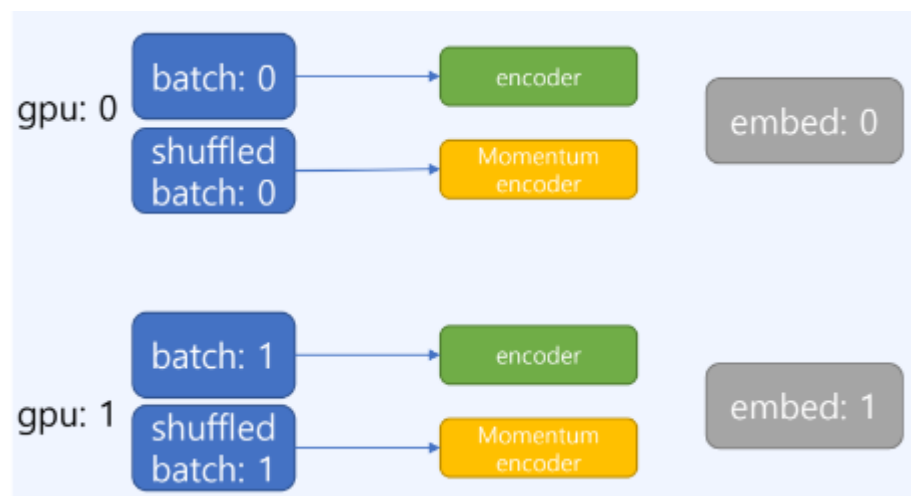 gpu: 0
batch: 0
encoder
shuffled
batch: 0
Momentum
encoder
embed: 0
gpu: 1
batch: 1
encoder
shuffled
batch: 1
Momentum
encoder
embed: 1